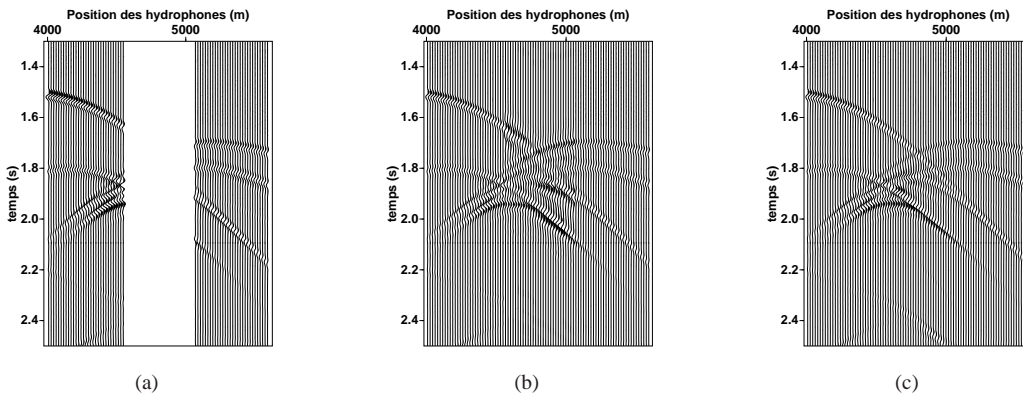 Position des hydrophones (m)
4000 5000
temps (s)
1.4
1.6
1.8
2.0
2.2
2.4
(a)
Position des hydrophones (m)
4000 5000
temps (s)
1.4
1.6
1.8
2.0
2.2
2.4
(b)
Position des hydrophones (m)
4000 5000
temps (s)
1.4
1.6
1.8
2.0
2.2
2.4
(c)